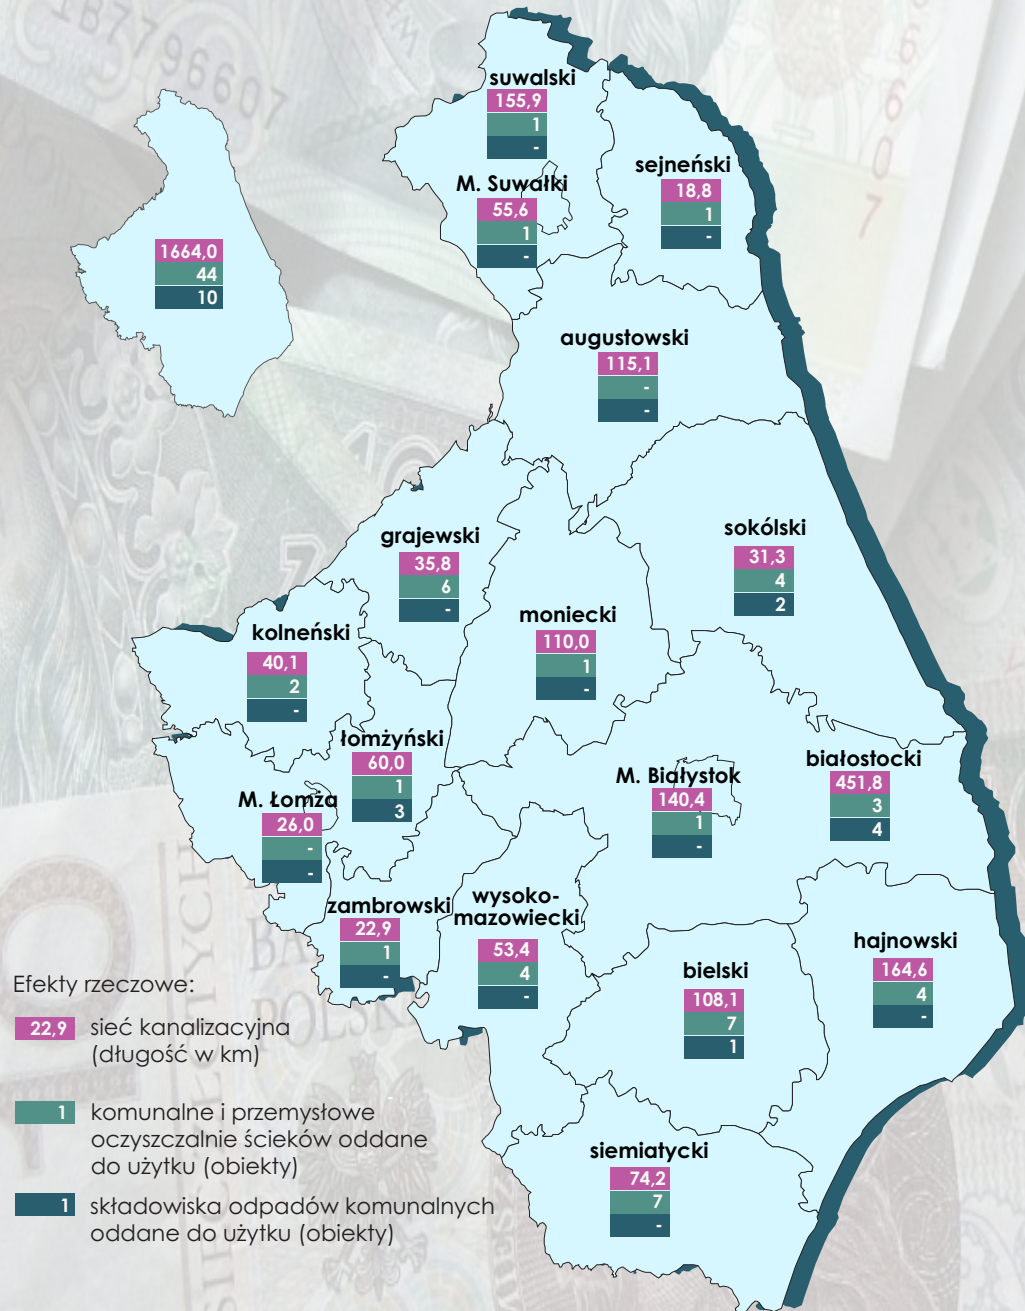 suwalski
155,9
1
-
M. Suwałki
55,6
1
-
sejneński
18,8
1
-
1664,0
44
10
augustowski
115,1
-
-
grajewski
35,8
6
-
sokólski
31,3
4
2
moniecki
110,0
1
-
kolneński
40,1
2
-
łomżyński
60,0
1
3
M. Łomża
26,0
-
-
M. Białystok
140,4
1
-
białostocki
451,8
3
4
zambrowski
22,9
1
-
wysoko-
mazowiecki
53,4
4
-
bielski
108,1
7
1
hajnowski
164,6
4
-
siemiatycki
74,2
7
-
Efekty rzeczowe:
22,9 sieć kanalizacyjna
(długość w km)
1 komunalne i przemysłowe
oczyszczalnie ścieków oddane
do użytku (obiekty)
1 składowiska odpadów komunalnych
oddane do użytku (obiekty)